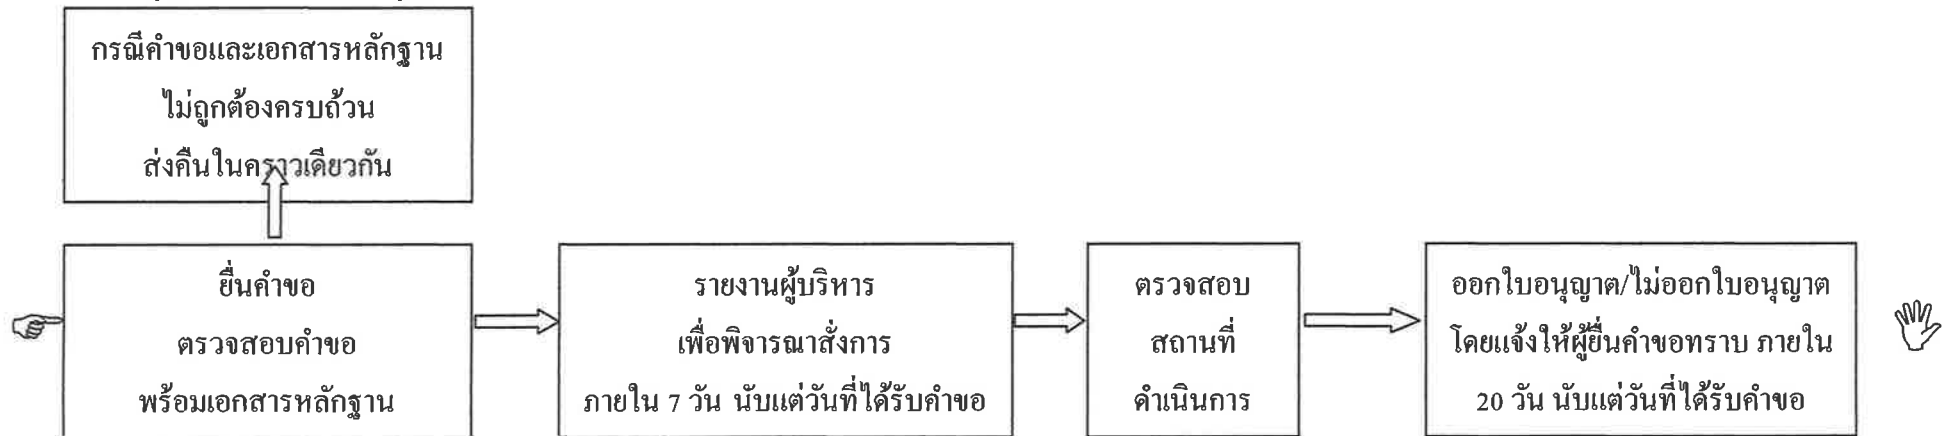 กรณีคำขอและเอกสารหลักฐาน
ไม่ถูกต้องครบถ้วน
ส่งคืนในคราวเดียวกัน
ยื่นคำขอ
ตรวจสอบคำขอ
พร้อมเอกสารหลักฐาน
รายงานผู้บริหาร
เพื่อพิจารณาสั่งการ
ภายใน 7 วัน นับแต่วันที่ได้รับคำขอ
ตรวจสอบ
สถานที่
ดำเนินการ
ออกใบอนุญาต/ไม่ออกใบอนุญาต
โดยแจ้งให้ผู้ยื่นคำขอทราบ ภายใน
20 วัน นับแต่วันที่ได้รับคำขอ